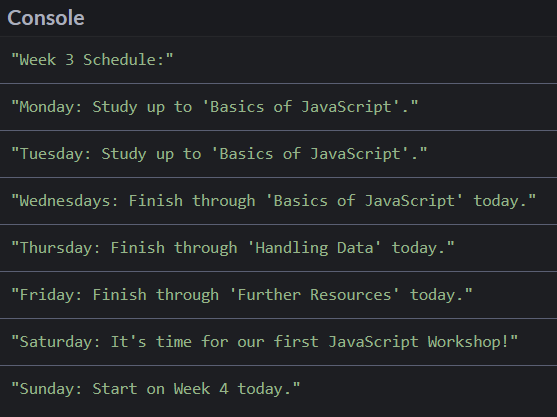 Console
"Week 3 Schedule:"
"Monday: Study up to 'Basics of JavaScript'."
"Tuesday: Study up to 'Basics of JavaScript'."
"Wednesdays: Finish through 'Basics of JavaScript' today."
"Thursday: Finish through 'Handling Data' today."
"Friday: Finish through 'Further Resources' today."
"Saturday: It's time for our first JavaScript Workshop!"
"Sunday: Start on Week 4 today."